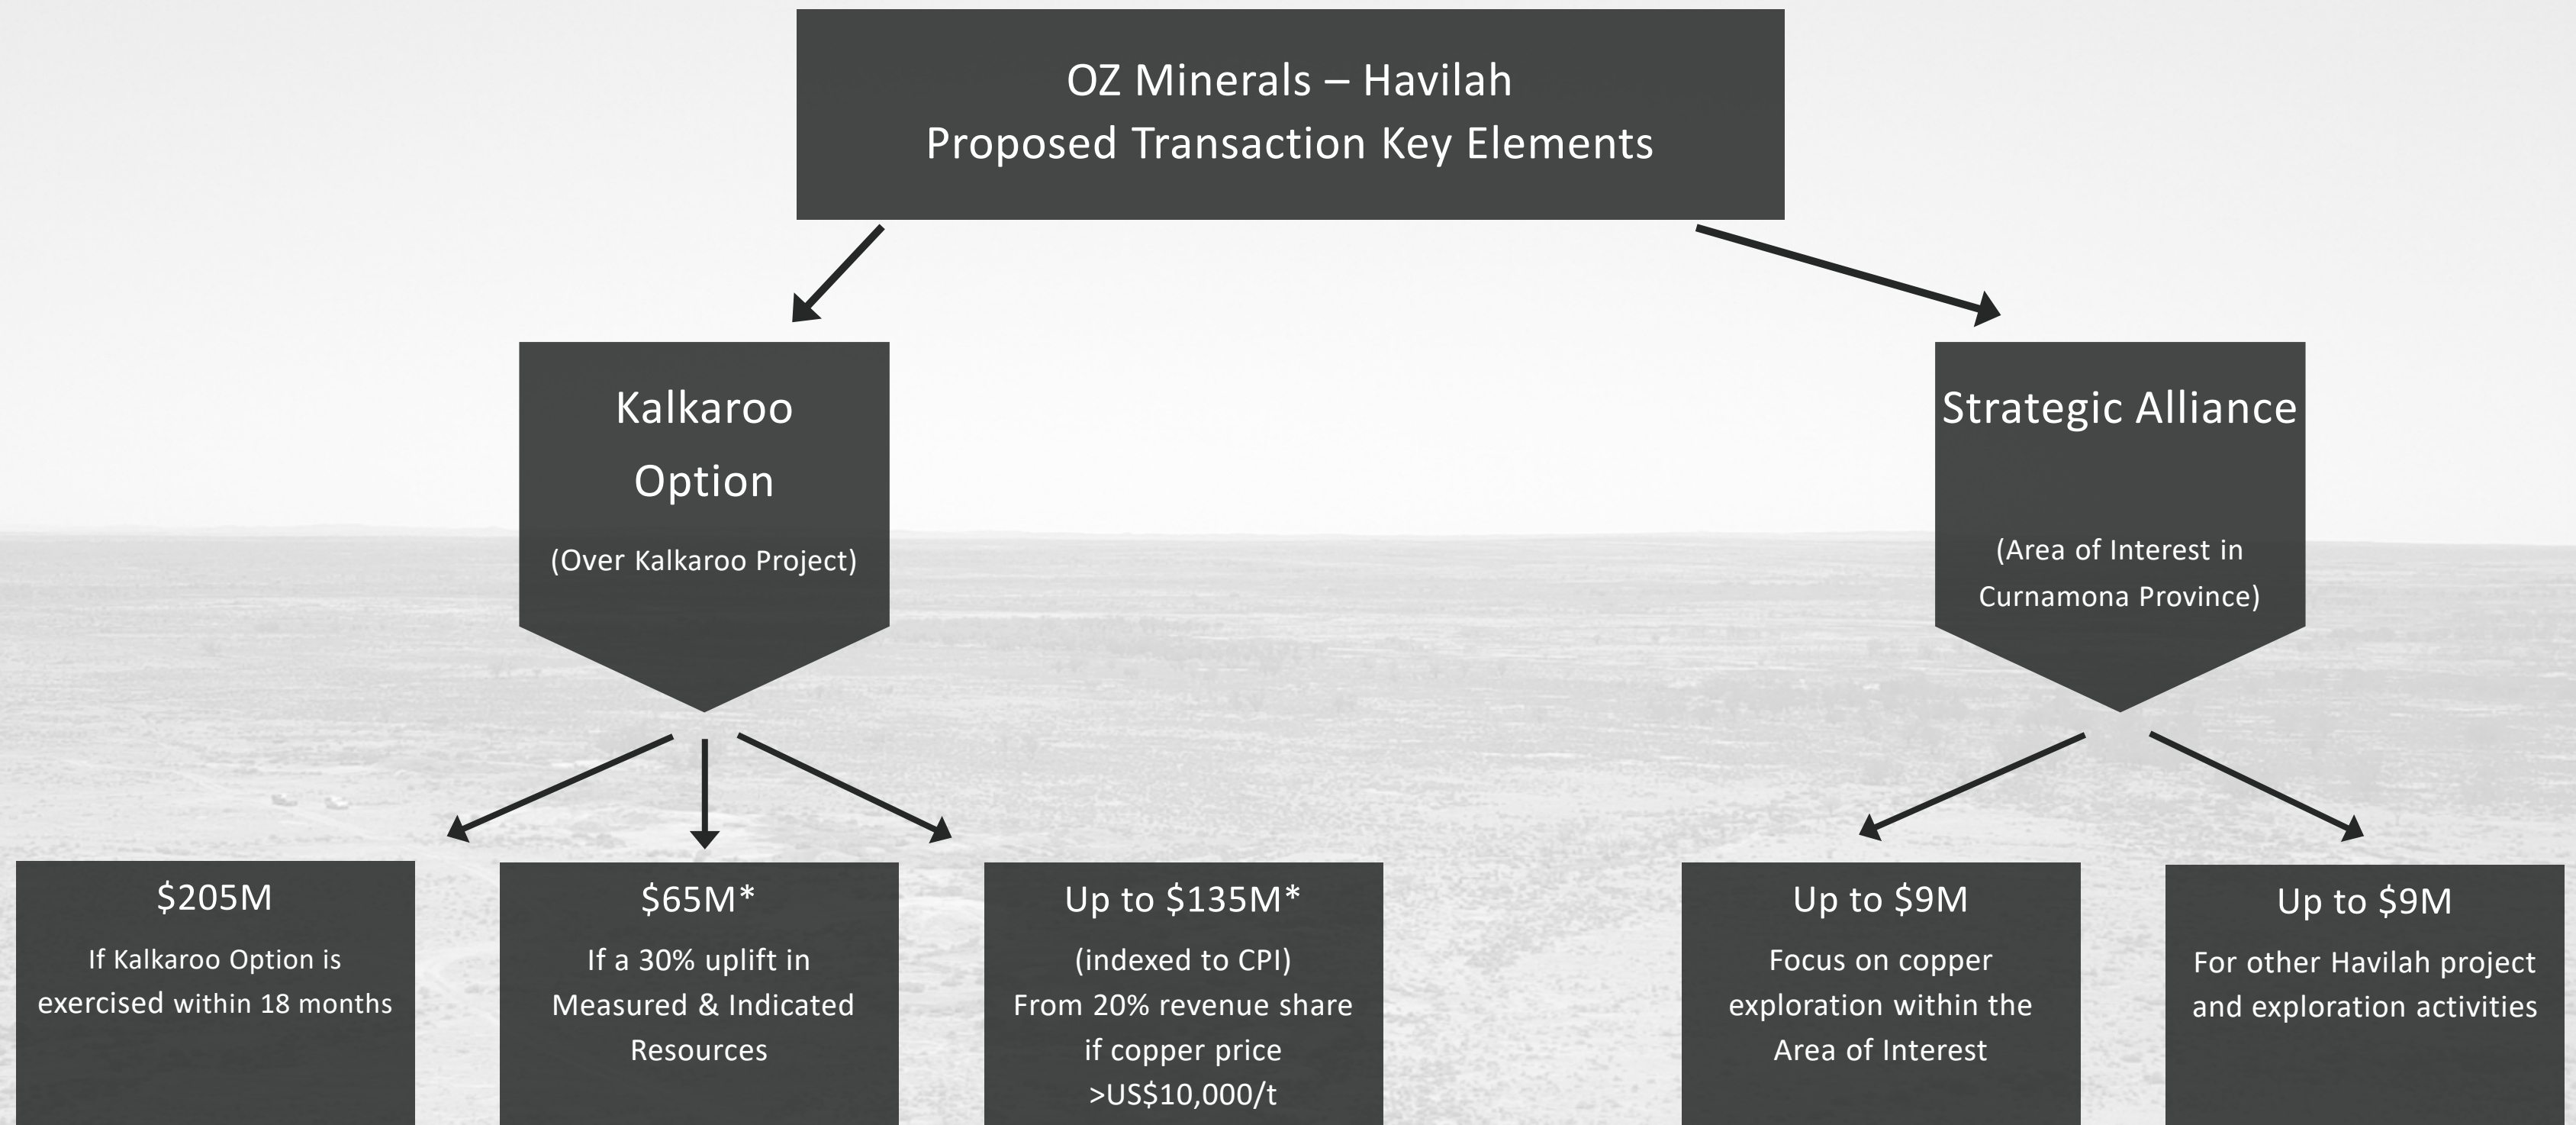 OZ Minerals – Havilah
Proposed Transaction Key Elements
Kalkaroo
Option
(Over Kalkaroo Project)
Strategic Alliance
(Area of Interest in
Curnamona Province)
$205M
If Kalkaroo Option is
exercised within 18 months
$65M*
If a 30% uplift in
Measured & Indicated
Resources
Up to $135M*
(indexed to CPI)
From 20% revenue share
if copper price
>US$10,000/t
Up to $9M
Focus on copper
exploration within the
Area of Interest
Up to $9M
For other Havilah project
and exploration activities